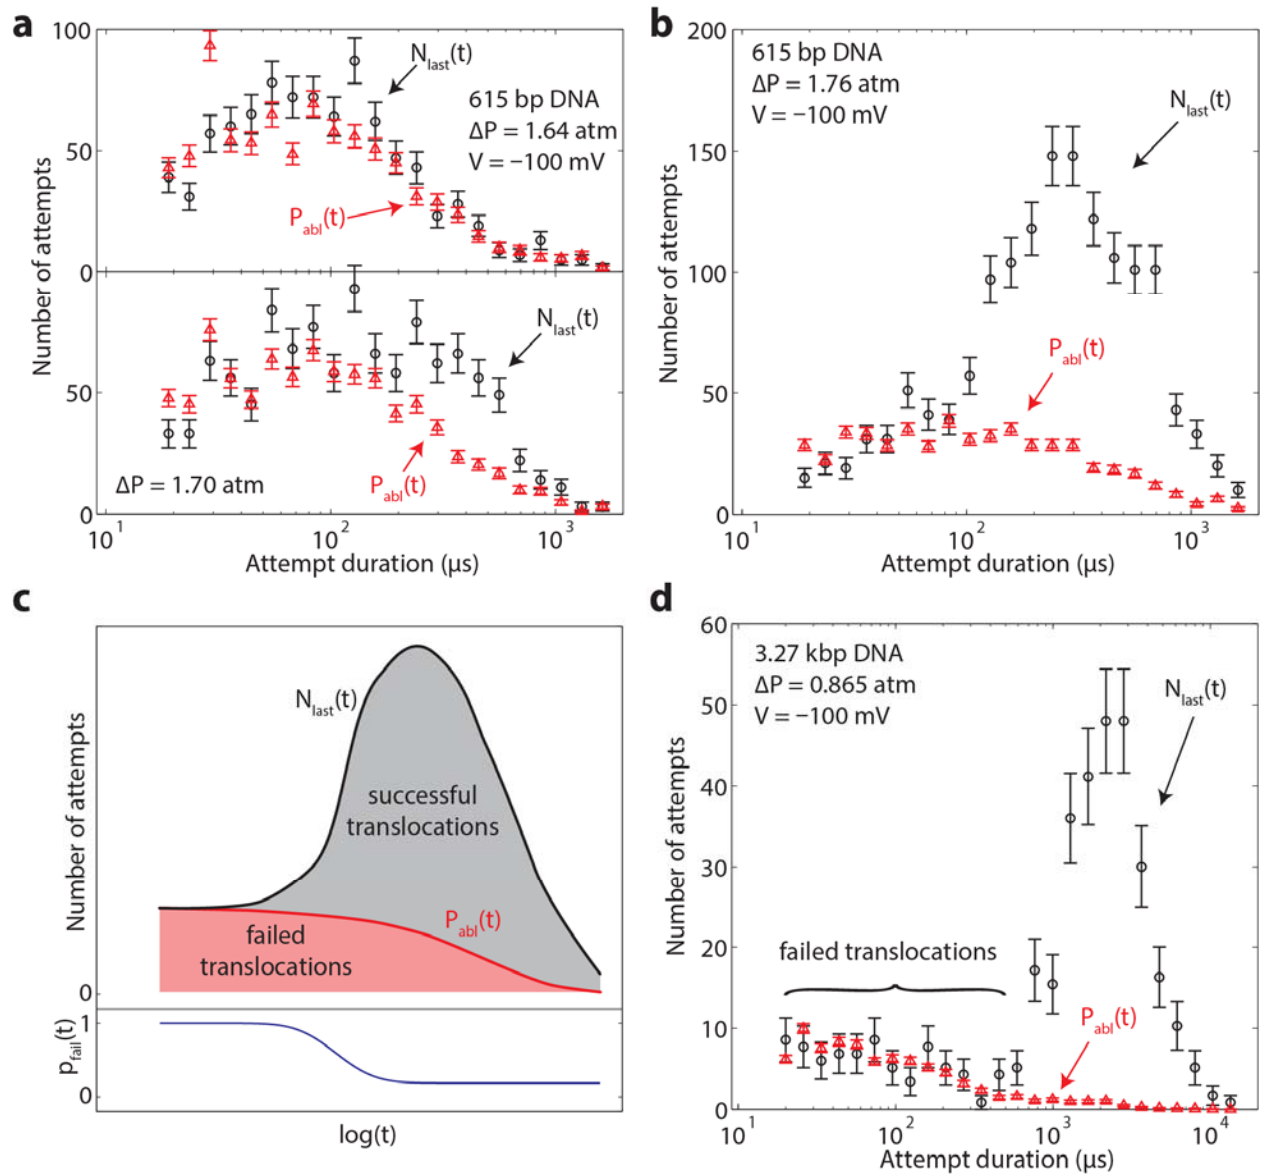 a
100
N_last(t)
615 bp DNA
ΔP = 1.64 atm
V = −100 mV
50
P_abl(t)
0
Number of attempts
100
N_last(t)
50
P_abl(t)
ΔP = 1.70 atm
0
10^1
10^2
10^3
Attempt duration (μs)
b
200
615 bp DNA
ΔP = 1.76 atm
V = −100 mV
N_last(t)
150
100
P_abl(t)
50
0
Number of attempts
10^1
10^2
10^3
Attempt duration (μs)
c
N_last(t)
successful
translocations
P_abl(t)
failed
translocations
Number of attempts
0
1
0
p_fail(t)
log(t)
d
60
3.27 kbp DNA
ΔP = 0.865 atm
V = −100 mV
N_last(t)
50
40
30
20
failed translocations
10
P_abl(t)
0
Number of attempts
10^1
10^2
10^3
10^4
Attempt duration (μs)